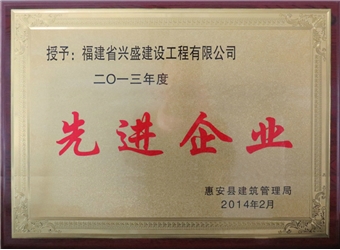 授予：福建省兴盛建设工程有限公司
二〇一三年度
先进企业
惠安县建筑管理局
2014年2月